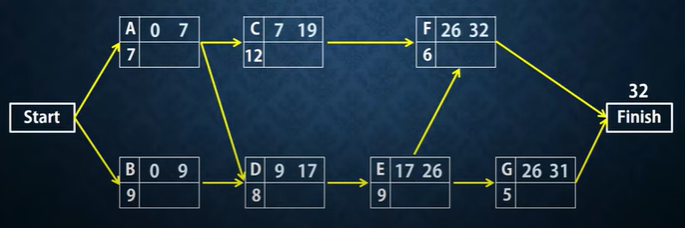 A 0 7
7
C 7 19
12
F 26 32
6
Start
32
Finish
B 0 9
9
D 9 17
8
E 17 26
9
G 26 31
5